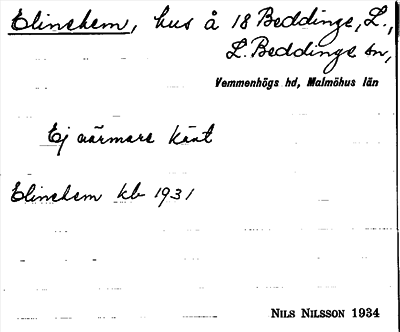 Elinehem, hus å 18 Beddinge, L.,
L. Beddinge sn,
Vemmenhögs hd, Malmöhus län
Ej närmare känt
Elinehem kb 1931
NILS NILSSON 1934